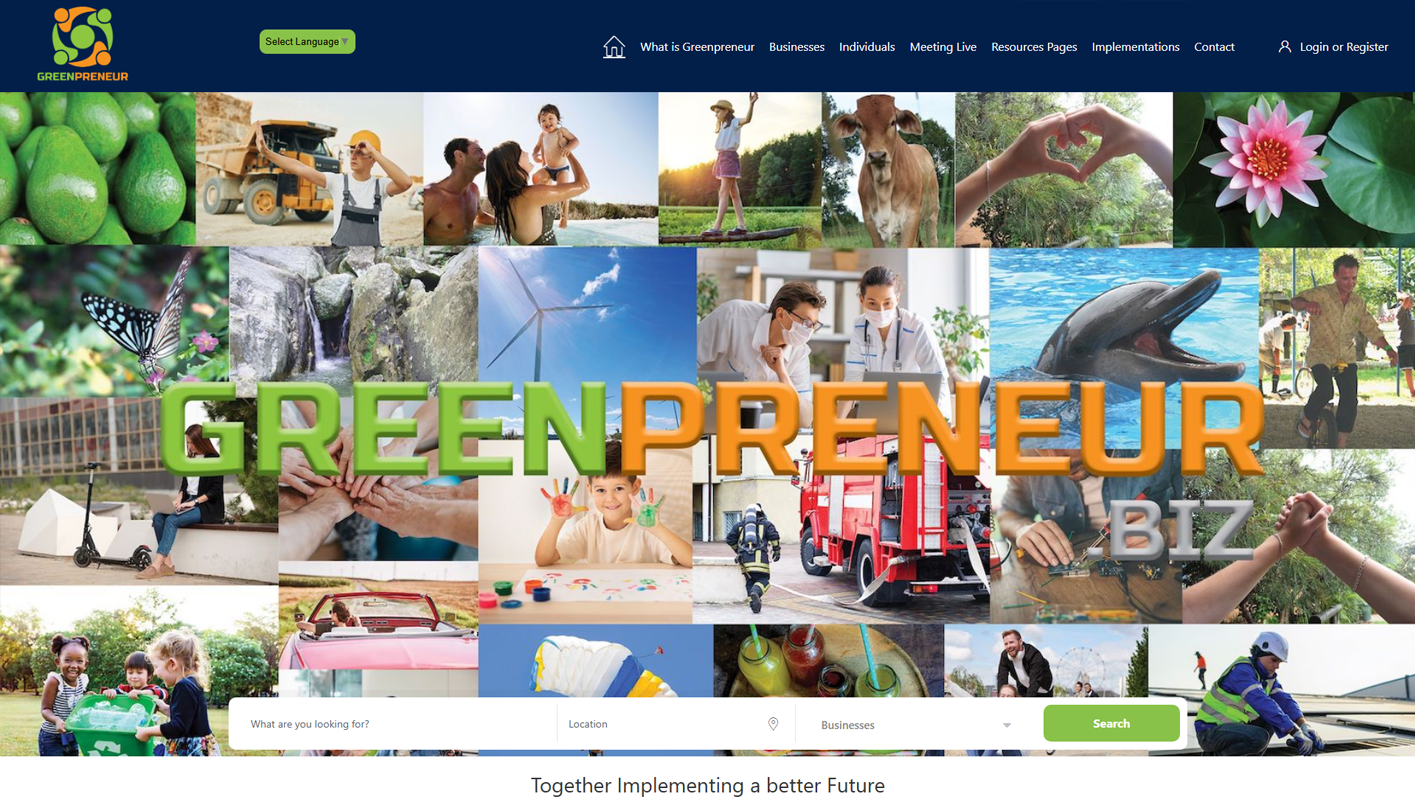 GREENPRENEUR
Select Language ▼
What is Greenpreneur
Businesses
Individuals
Meeting Live
Resources Pages
Implementations
Contact
Login or Register
GREENPRENEUR
.BIZ
What are you looking for?
Location
Businesses
Search
Together Implementing a better Future